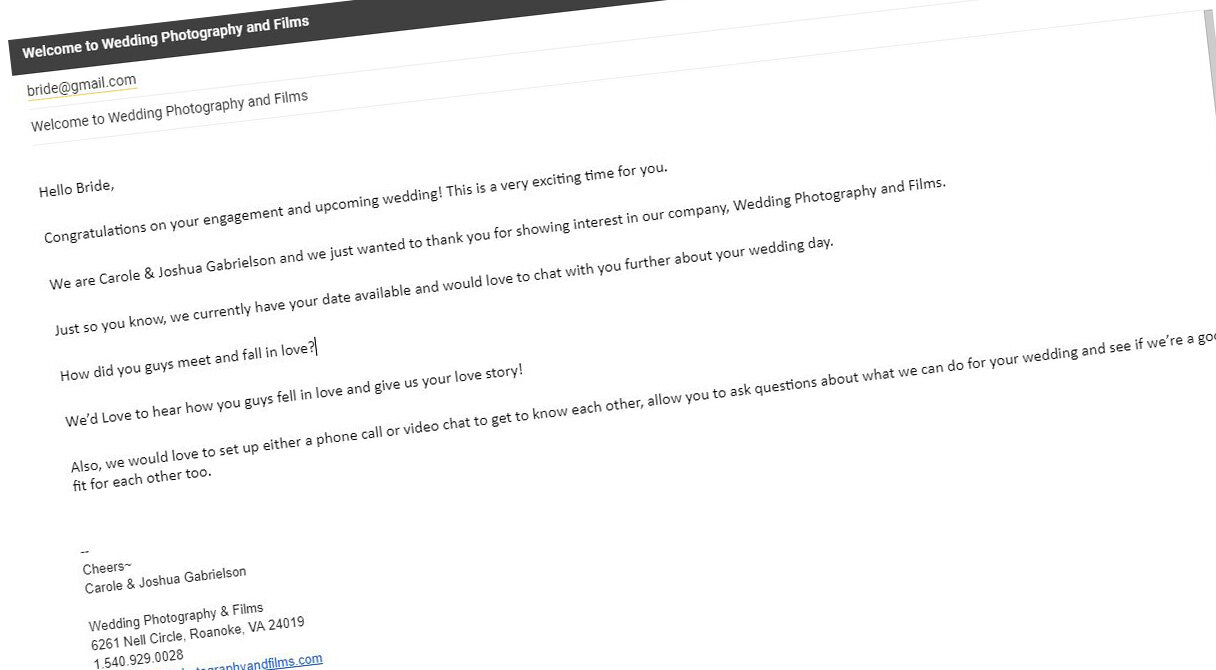 Welcome to Wedding Photography and Films
bride@gmail.com
Welcome to Wedding Photography and Films
Hello Bride,
Congratulations on your engagement and upcoming wedding! This is a very exciting time for you.
We are Carole & Joshua Gabrielson and we just wanted to thank you for showing interest in our company, Wedding Photography and Films.
Just so you know, we currently have your date available and would love to chat with you further about your wedding day.
How did you guys meet and fall in love?
We'd Love to hear how you guys fell in love and give us your love story!
Also, we would love to set up either a phone call or video chat to get to know each other, allow you to ask questions about what we can do for your wedding and see if we're a
fit for each other too.
--
Cheers~
Carole & Joshua Gabrielson
Wedding Photography & Films
6261 Nell Circle, Roanoke, VA 24019
1.540.929.0028